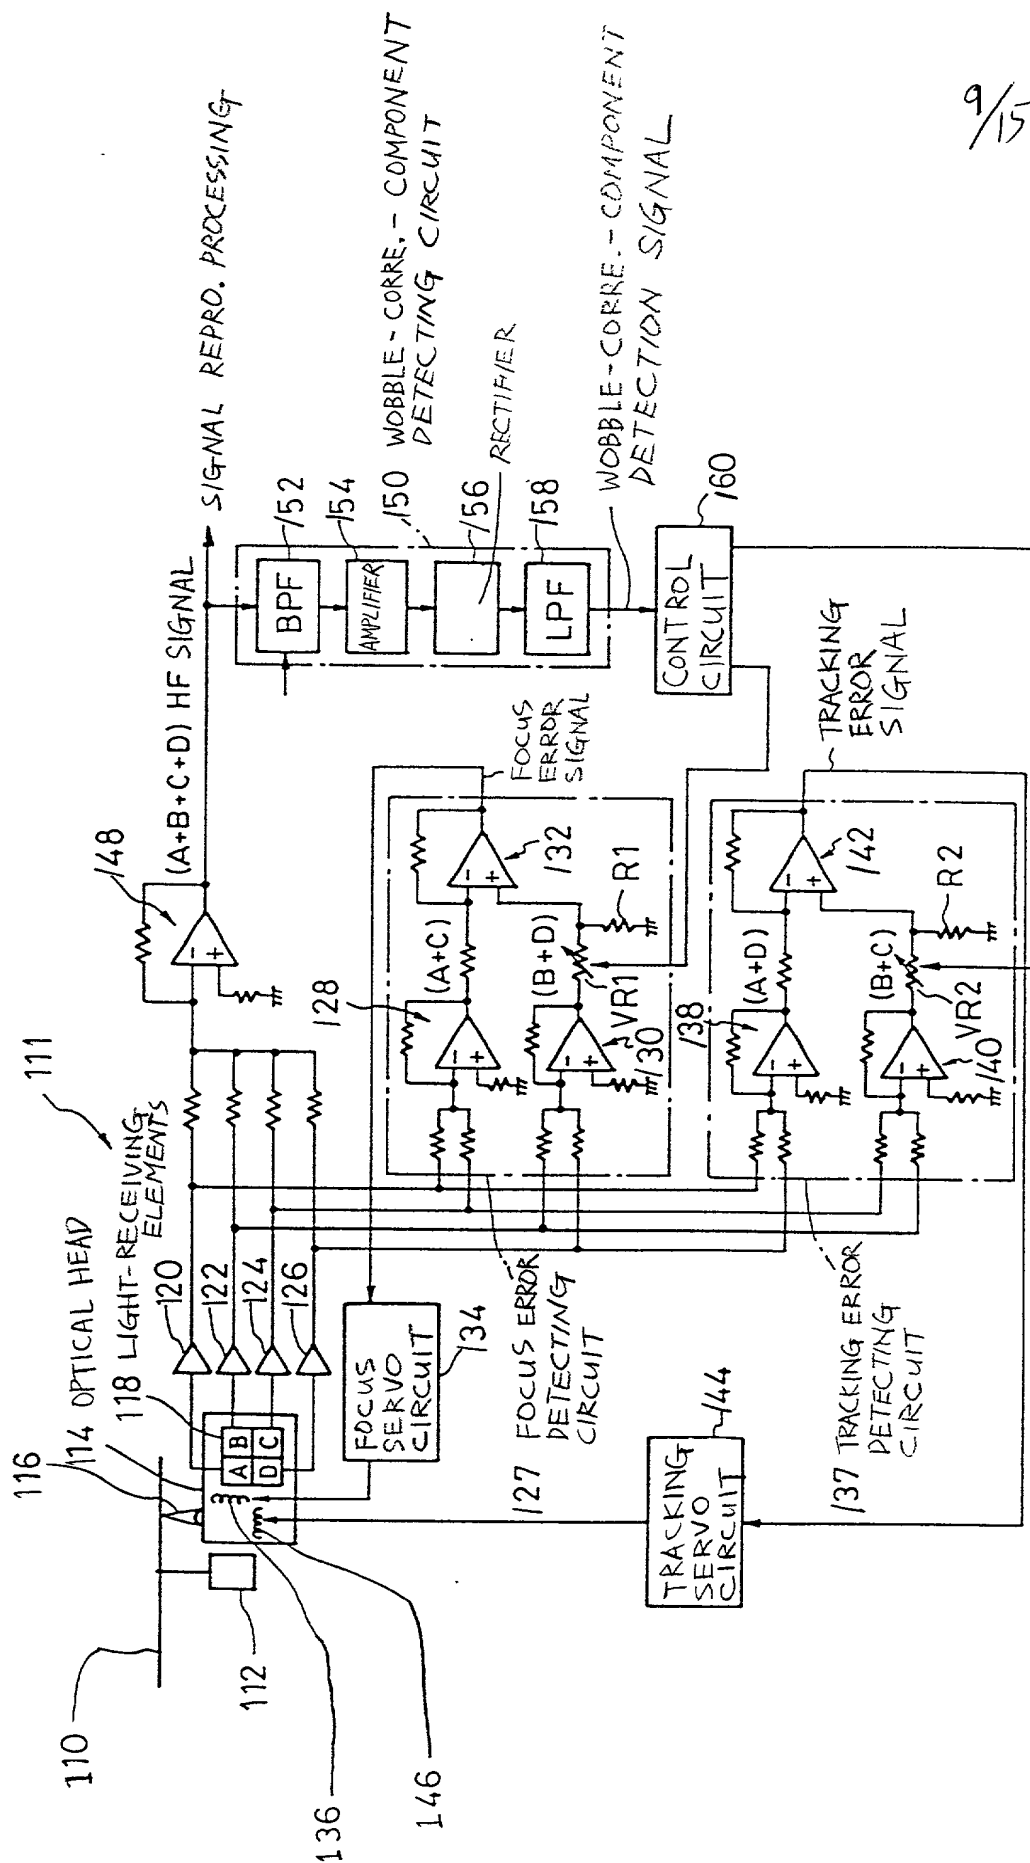 9/15
110
112
136
146
116
114 OPTICAL HEAD
118 LIGHT-RECEIVING
ELEMENTS
111
A
B
C
D
120
122
124
126
148
−
+
(A+B+C+D) HF SIGNAL
SIGNAL REPRO. PROCESSING
BPF
152
AMPLIFIER
154
150 WOBBLE-CORRE.-COMPONENT
DETECTING CIRCUIT
156
RECTIFIER
LPF
158
WOBBLE-CORRE.-COMPONENT
DETECTION SIGNAL
CONTROL
CIRCUIT
160
FOCUS
SERVO
CIRCUIT
134
127 FOCUS ERROR
DETECTING
CIRCUIT
128
−
+
(A+C)
130
−
+
VR1
(B+D)
R1
132
−
+
FOCUS
ERROR
SIGNAL
TRACKING
SERVO
CIRCUIT
144
137 TRACKING ERROR
DETECTING
CIRCUIT
138
−
+
(A+D)
140
−
+
VR2
(B+C)
R2
142
−
+
TRACKING
ERROR
SIGNAL